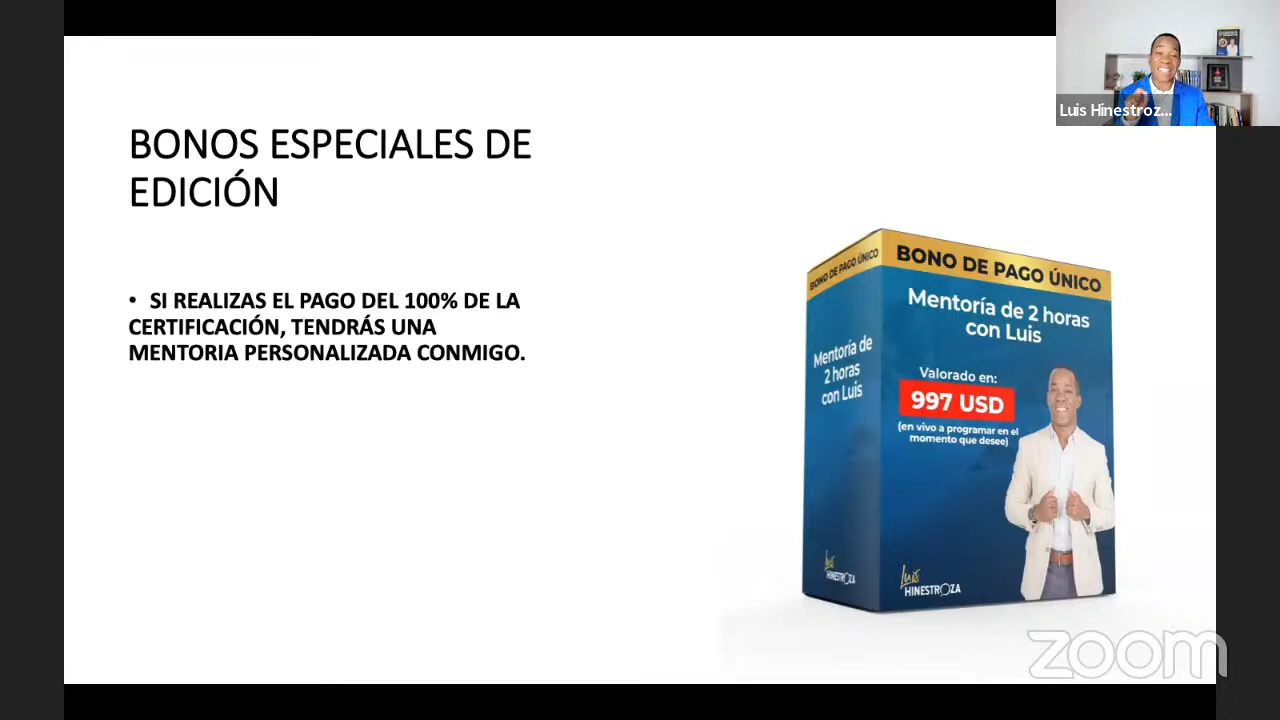 Luis Hinestroz...
BONOS ESPECIALES DE
EDICIÓN
• SI REALIZAS EL PAGO DEL 100% DE LA
CERTIFICACIÓN, TENDRÁS UNA
MENTORIA PERSONALIZADA CONMIGO.
BONO DE PAGO ÚNICO
Mentoría de
2 horas
con Luis
Luis
HINESTROZA
BONO DE PAGO ÚNICO
Mentoría de 2 horas
con Luis
Valorado en:
997 USD
(en vivo a programar en el
momento que desee)
Luis
HINESTROZA
zoom